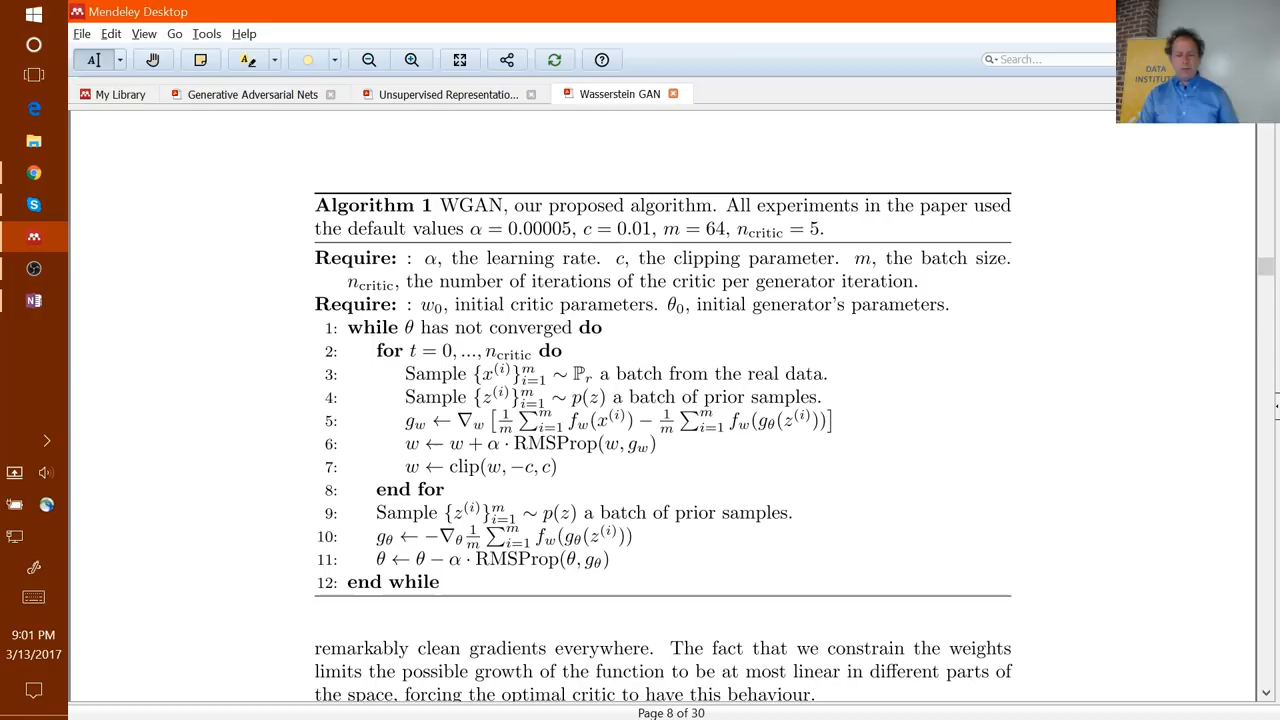 Mendeley Desktop
File Edit View Go Tools Help
Search...
My Library
Generative Adversarial Nets
Unsupervised Representatio...
Wasserstein GAN
DATA
INSTITU
Algorithm 1 WGAN, our proposed algorithm. All experiments in the paper used
the default values α = 0.00005, c = 0.01, m = 64, n_critic = 5.
Require: : α, the learning rate. c, the clipping parameter. m, the batch size.
n_critic, the number of iterations of the critic per generator iteration.
Require: : w₀, initial critic parameters. θ₀, initial generator's parameters.
1: while θ has not converged do
2: for t = 0, ..., n_critic do
3: Sample {x^(i)}_{i=1}^m ∼ ℙ_r a batch from the real data.
4: Sample {z^(i)}_{i=1}^m ∼ p(z) a batch of prior samples.
5: g_w ← ∇_w [1/m ∑_{i=1}^m f_w(x^(i)) − 1/m ∑_{i=1}^m f_w(g_θ(z^(i)))]
6: w ← w + α · RMSProp(w, g_w)
7: w ← clip(w, −c, c)
8: end for
9: Sample {z^(i)}_{i=1}^m ∼ p(z) a batch of prior samples.
10: g_θ ← −∇_θ 1/m ∑_{i=1}^m f_w(g_θ(z^(i)))
11: θ ← θ − α · RMSProp(θ, g_θ)
12: end while
remarkably clean gradients everywhere. The fact that we constrain the weights
limits the possible growth of the function to be at most linear in different parts of
the space, forcing the optimal critic to have this behaviour.
Page 8 of 30
9:01 PM
3/13/2017